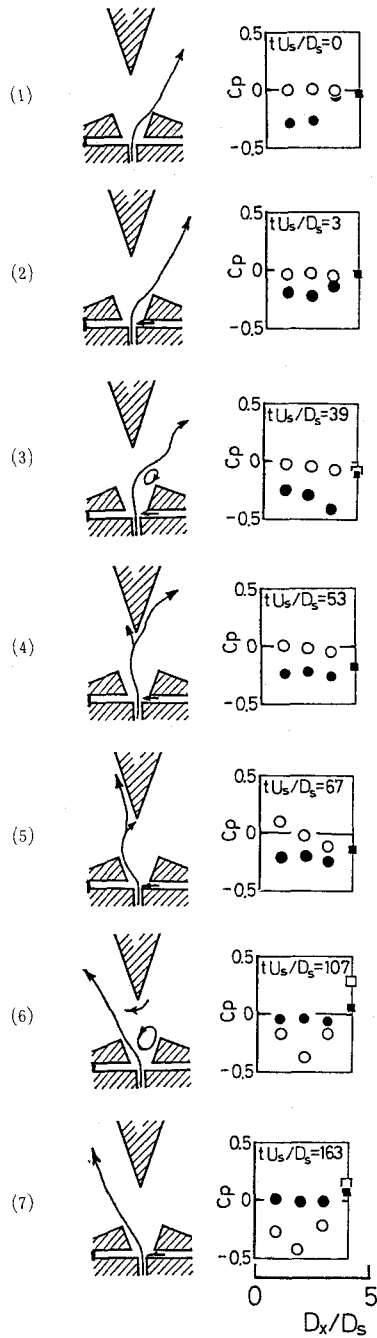 (1)
tUs/Ds=0
Cp
0
-0.5
(2)
0.5
tUs/Ds=3
Cp
0
-0.5
(3)
0.5
tUs/Ds=39
Cp
0
-0.5
(4)
0.5
tUs/Ds=53
Cp
0
-0.5
(5)
0.5
tUs/Ds=67
Cp
0
-0.5
(6)
0.5
tUs/Ds=107
Cp
0
-0.5
(7)
0.5
tUs/Ds=163
Cp
0
-0.5
0 5
Dx/Ds